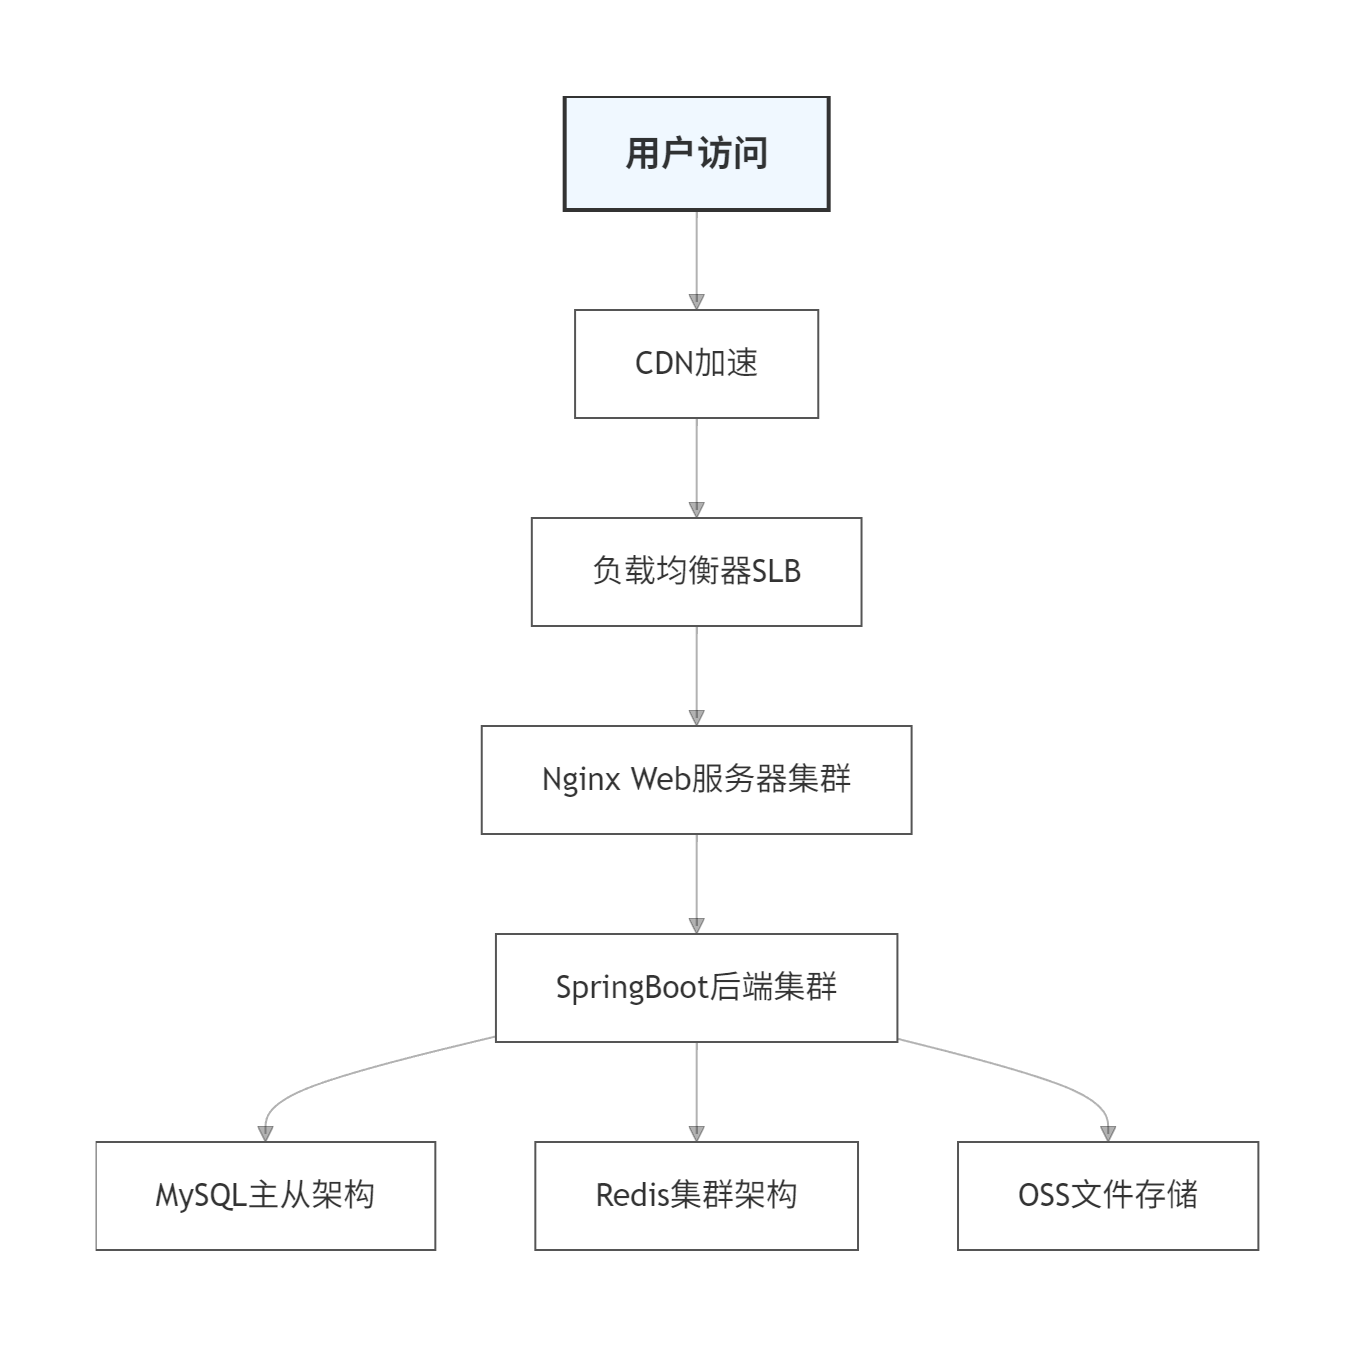 用户访问
CDN加速
负载均衡器SLB
Nginx Web服务器集群
SpringBoot后端集群
MySQL主从架构
Redis集群架构
OSS文件存储